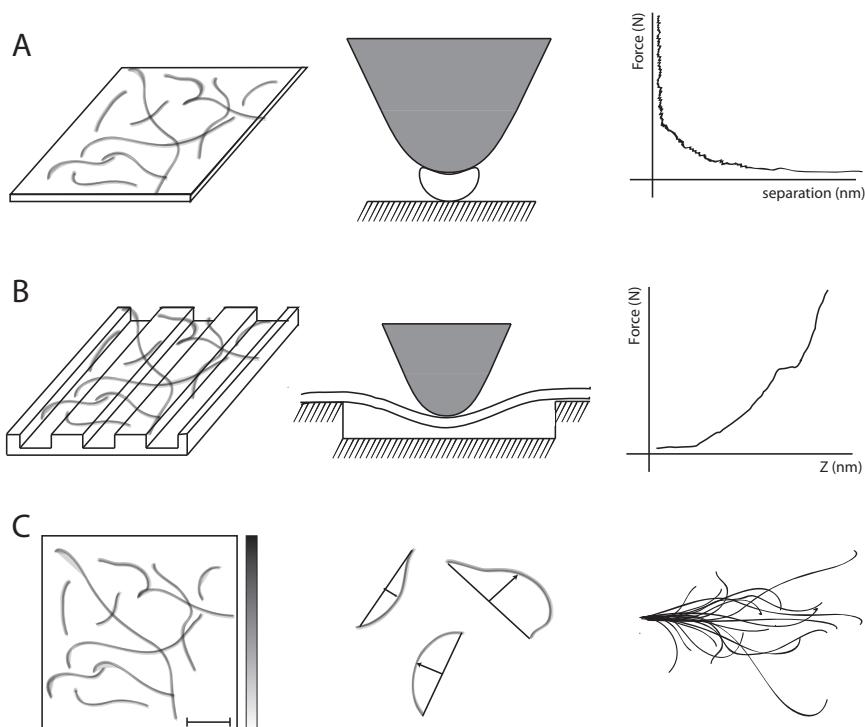 A
Force (N)
separation (nm)
B
Force (N)
Z (nm)
C